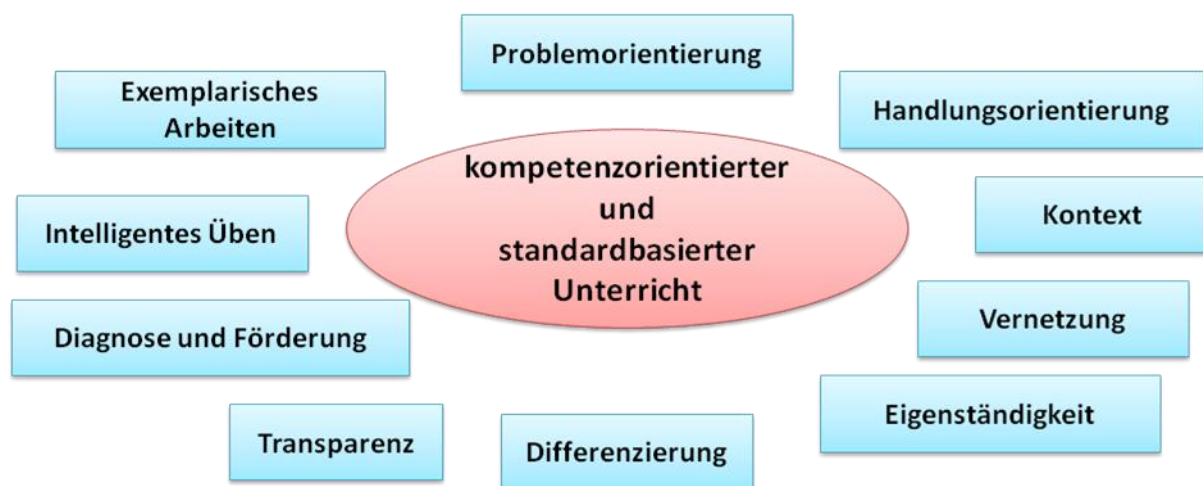 Problemorientierung
Exemplarisches
Arbeiten
Handlungsorientierung
kompetenzorientierter
und
standardbasierter
Unterricht
Kontext
Intelligentes Üben
Vernetzung
Diagnose und Förderung
Eigenständigkeit
Transparenz
Differenzierung